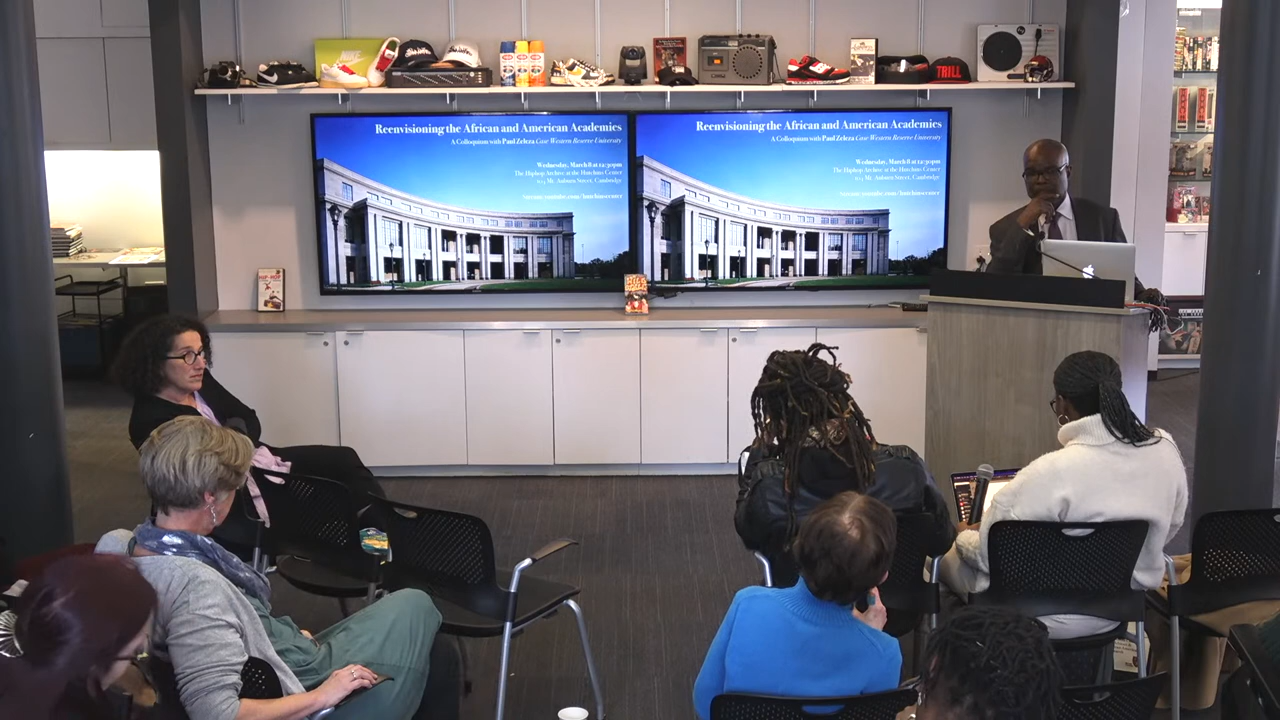 NIKE
TRILL
Reenvisioning the African and American Academies
A Colloquium with Paul Zeleza Case Western Reserve University
Wednesday, March 8 at 12:30pm
The Hiphop Archive at the Hutchins Center
104 Mt. Auburn Street, Cambridge
Reenvisioning the African and American Academies
A Colloquium with Paul Zeleza Case Western Reserve University
Wednesday, March 8 at 12:30pm
The Hiphop Archive at the Hutchins Center
104 Mt. Auburn Street, Cambridge
HIP-HOP